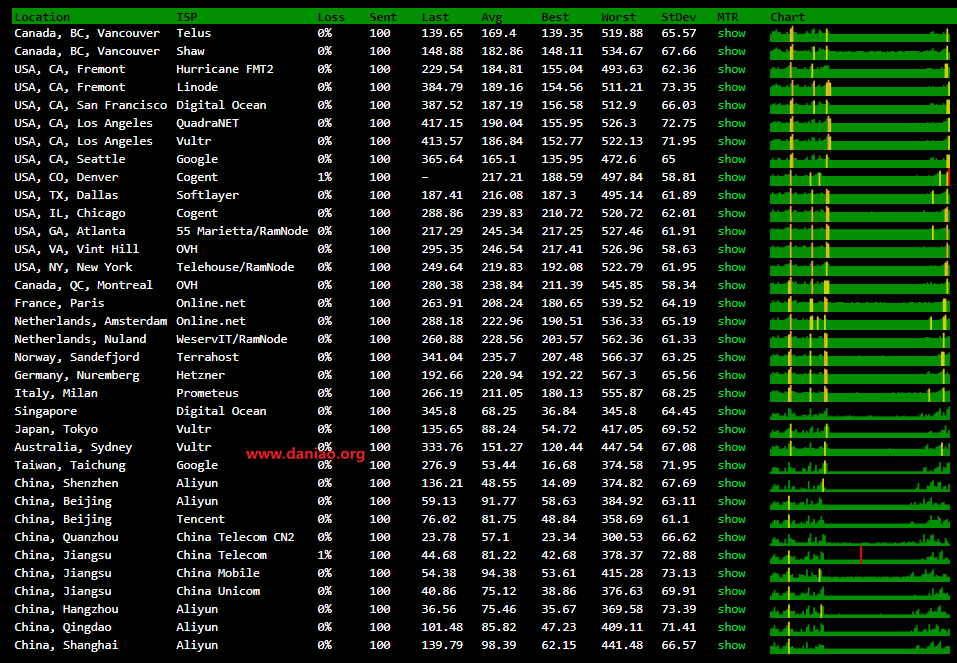 Location ISP Loss Sent Last Avg Best Worst StDev MTR Chart
Canada, BC, Vancouver Telus 0% 100 139.65 169.4 139.35 519.88 65.57 show
Canada, BC, Vancouver Shaw 0% 100 148.88 182.86 148.11 534.67 67.66 show
USA, CA, Fremont Hurricane FMT2 0% 100 229.54 184.81 155.04 493.63 62.36 show
USA, CA, Fremont Linode 0% 100 384.79 189.16 154.56 511.21 73.35 show
USA, CA, San Francisco Digital Ocean 0% 100 387.52 187.19 156.58 512.9 66.03 show
USA, CA, Los Angeles QuadraNET 0% 100 417.15 190.04 155.95 526.3 72.75 show
USA, CA, Los Angeles Vultr 0% 100 413.57 186.84 152.77 522.13 71.95 show
USA, CA, Seattle Google 0% 100 365.64 165.1 135.95 472.6 65 show
USA, CO, Denver Cogent 1% 100 – 217.21 188.59 497.84 58.81 show
USA, TX, Dallas Softlayer 0% 100 187.41 216.08 187.3 495.14 61.89 show
USA, IL, Chicago Cogent 0% 100 288.86 239.83 210.72 520.72 62.01 show
USA, GA, Atlanta 55 Marietta/RamNode 0% 100 217.29 245.34 217.25 527.46 61.91 show
USA, VA, Vint Hill OVH 0% 100 295.35 246.54 217.41 526.96 58.63 show
USA, NY, New York Telehouse/RamNode 0% 100 249.64 219.83 192.08 522.79 61.95 show
Canada, QC, Montreal OVH 0% 100 280.38 238.84 211.39 545.85 58.34 show
France, Paris Online.net 0% 100 263.91 208.24 180.65 539.52 64.19 show
Netherlands, Amsterdam Online.net 0% 100 288.18 222.96 190.51 536.33 65.19 show
Netherlands, Nuland WeservIT/RamNode 0% 100 260.88 228.56 203.57 562.36 61.33 show
Norway, Sandefjord Terrahost 0% 100 341.04 235.7 207.48 566.37 63.25 show
Germany, Nuremberg Hetzner 0% 100 192.66 220.94 192.22 567.3 65.56 show
Italy, Milan Prometeus 0% 100 266.19 211.05 180.13 555.87 68.25 show
Singapore Digital Ocean 0% 100 345.8 68.25 36.84 345.8 64.45 show
Japan, Tokyo Vultr 0% 100 135.65 88.24 54.72 417.05 69.52 show
Australia, Sydney Vultr 0% 100 333.76 151.27 120.44 447.54 67.08 show
www.daniao.org
Taiwan, Taichung Google 0% 100 276.9 53.44 16.68 374.58 71.95 show
China, Shenzhen Aliyun 0% 100 136.21 48.55 14.09 374.82 67.69 show
China, Beijing Aliyun 0% 100 59.13 91.77 58.63 384.92 63.11 show
China, Beijing Tencent 0% 100 76.02 81.75 48.84 358.69 61.1 show
China, Quanzhou China Telecom CN2 0% 100 23.78 57.1 23.34 300.53 66.62 show
China, Jiangsu China Telecom 1% 100 44.68 81.22 42.68 378.37 72.88 show
China, Jiangsu China Mobile 0% 100 54.38 94.38 53.61 415.28 73.13 show
China, Jiangsu China Unicom 0% 100 40.86 75.12 38.86 376.63 69.91 show
China, Hangzhou Aliyun 0% 100 36.56 75.46 35.67 369.58 73.39 show
China, Qingdao Aliyun 0% 100 101.48 85.82 47.23 409.11 71.41 show
China, Shanghai Aliyun 0% 100 139.79 98.39 62.15 441.48 66.57 show